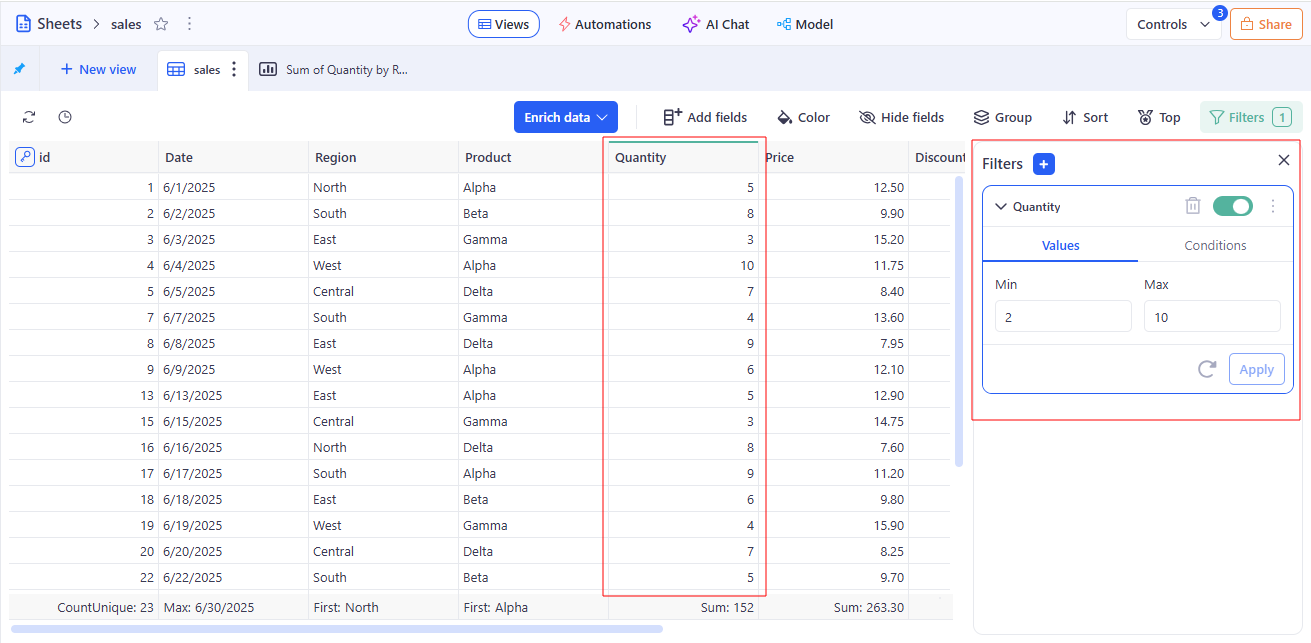 Sheets > sales
Views
Automations
AI Chat
Model
Controls
3
Share
+ New view
sales
Sum of Quantity by R...
Enrich data
Add fields
Color
Hide fields
Group
Sort
Top
Filters 1
id Date Region Product Quantity Price Discount
1 6/1/2025 North Alpha 5 12.50
2 6/2/2025 South Beta 8 9.90
3 6/3/2025 East Gamma 3 15.20
4 6/4/2025 West Alpha 10 11.75
5 6/5/2025 Central Delta 7 8.40
7 6/7/2025 South Gamma 4 13.60
8 6/8/2025 East Delta 9 7.95
9 6/9/2025 West Alpha 6 12.10
13 6/13/2025 East Alpha 5 12.90
15 6/15/2025 Central Gamma 3 14.75
16 6/16/2025 North Delta 8 7.60
17 6/17/2025 South Alpha 9 11.20
18 6/18/2025 East Beta 6 9.80
19 6/19/2025 West Gamma 4 15.90
20 6/20/2025 Central Delta 7 8.25
22 6/22/2025 South Beta 5 9.70
CountUnique: 23 Max: 6/30/2025 First: North First: Alpha Sum: 152 Sum: 263.30
Filters +
Quantity
Values Conditions
Min Max
2 10
Apply